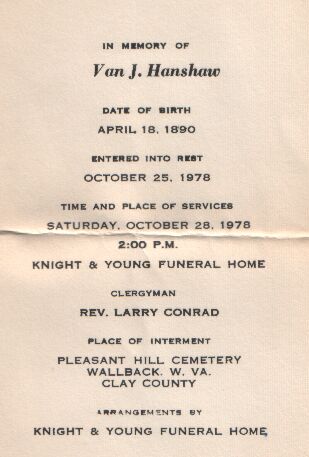 IN MEMORY OF
Van J. Hanshaw
DATE OF BIRTH
APRIL 18, 1890
ENTERED INTO REST
OCTOBER 25, 1978
TIME AND PLACE OF SERVICES
SATURDAY, OCTOBER 28, 1978
2:00 P.M.
KNIGHT & YOUNG FUNERAL HOME
CLERGYMAN
REV. LARRY CONRAD
PLACE OF INTERMENT
PLEASANT HILL CEMETERY
WALLBACK, W. VA.
CLAY COUNTY
ARRANGEMENTS BY
KNIGHT & YOUNG FUNERAL HOME